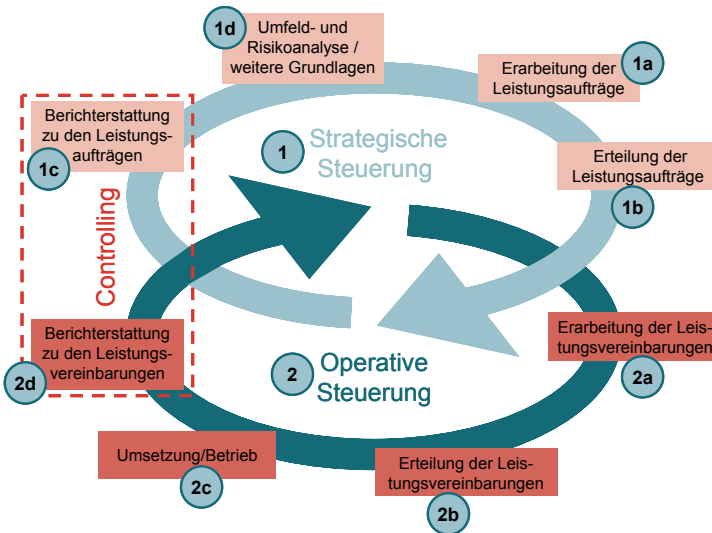 1d
Umfeld- und
Risikoanalyse /
weitere Grundlagen
1a
Erarbeitung der
Leistungsaufträge
Berichterstattung
zu den Leistungs-
aufträgen
1c
1
Strategische
Steuerung
Erteilung der
Leistungsaufträge
1b
Controlling
Berichterstattung
zu den Leistungs-
vereinbarungen
2d
2
Operative
Steuerung
Erarbeitung der Leis-
tungsvereinbarungen
2a
Umsetzung/Betrieb
2c
Erteilung der Leis-
tungsvereinbarungen
2b